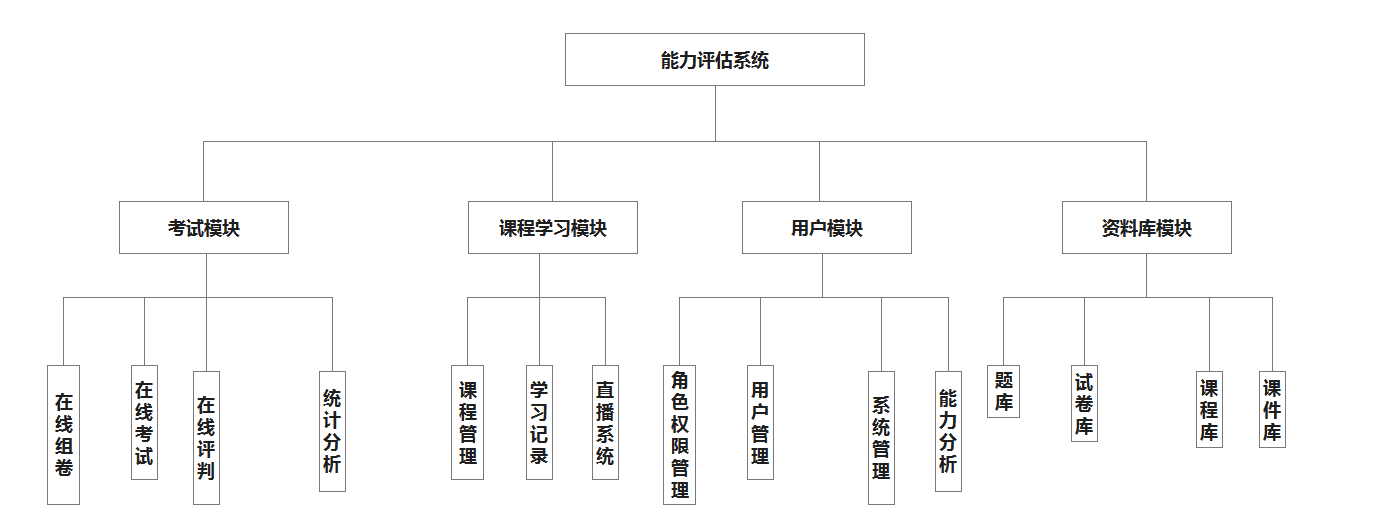 能力评估系统
考试模块
课程学习模块
用户模块
资料库模块
在线组卷
在线考试
在线评判
统计分析
课程管理
学习记录
直播系统
角色权限管理
用户管理
系统管理
能力分析
题库
试卷库
课程库
课件库